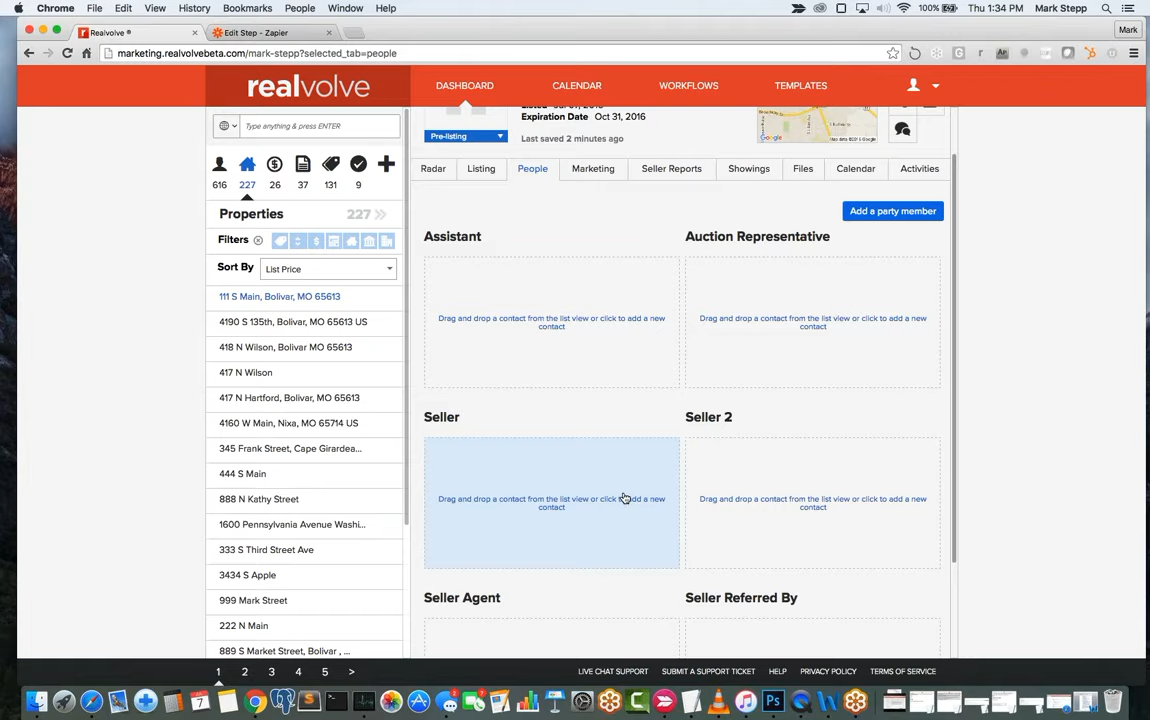 Chrome File Edit View History Bookmarks People Window Help 100% Thu 1:34 PM Mark Stepp
Realvolve ® × Edit Step - Zapier × Mark
marketing.realvolvebeta.com/mark-stepp?selected_tab=people
realvolve DASHBOARD CALENDAR WORKFLOWS TEMPLATES
Expiration Date Oct 31, 2016
Type anything & press ENTER
Pre-listing
Last saved 2 minutes ago
Google
616 227 26 37 131 9
Radar Listing People Marketing Seller Reports Showings Files Calendar Activities
Properties 227
Add a party member
Filters
Sort By List Price
Assistant
Auction Representative
Drag and drop a contact from the list view or click to add a new
contact
Drag and drop a contact from the list view or click to add a new
contact
Seller
Seller 2
Drag and drop a contact from the list view or click to add a new
contact
Drag and drop a contact from the list view or click to add a new
contact
Seller Agent
Seller Referred By
111 S Main, Bolivar, MO 65613
4190 S 135th, Bolivar, MO 65613 US
418 N Wilson, Bolivar MO 65613
417 N Wilson
417 N Hartford, Bolivar, MO 65613
4160 W Main, Nixa, MO 65714 US
345 Frank Street, Cape Girardea...
444 S Main
888 N Kathy Street
1600 Pennsylvania Avenue Washi...
333 S Third Street Ave
3434 S Apple
999 Mark Street
222 N Main
889 S Market Street, Bolivar , ...
1 2 3 4 5 >
LIVE CHAT SUPPORT SUBMIT A SUPPORT TICKET HELP PRIVACY POLICY TERMS OF SERVICE